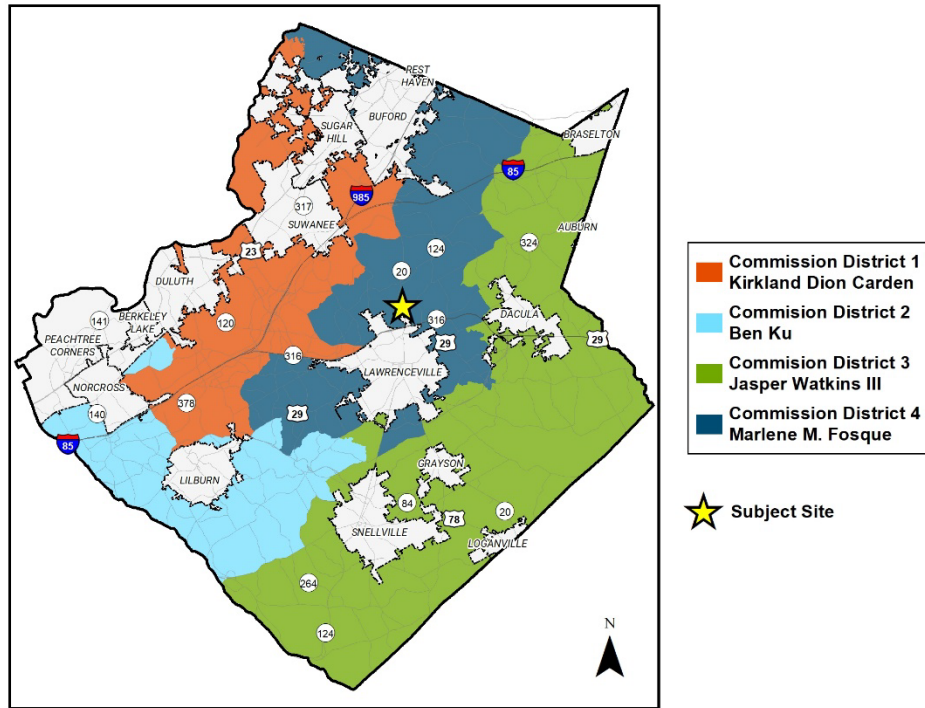 REST
HAVEN
BUFORD
SUGAR
HILL
BRASELTON
85
985
317
SUWANEE
AUBURN
124
324
23
20
DULUTH
141
BERKELEY
LAKE
PEACHTREE
CORNERS
120
316
DACULA
29
29
316
LAWRENCEVILLE
NORCROSS
378
140
29
85
LILBURN
GRAYSON
84
78
20
SNELLVILLE
LOGANVILLE
264
124
N
Commission District 1
Kirkland Dion Carden
Commision District 2
Ben Ku
Commission District 3
Jasper Watkins III
Commission District 4
Marlene M. Fosque
Subject Site